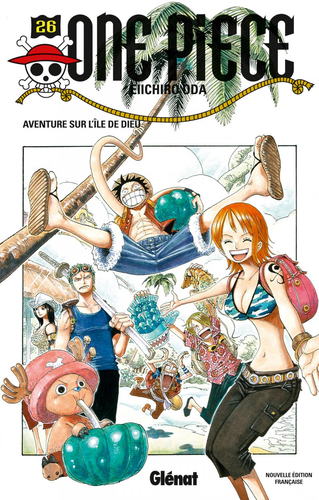 26
ONE PIECE
EIICHIRO ODA
AVENTURE SUR L'ÎLE DE DIEU
Glénat
NOUVELLE ÉDITION
FRANÇAISE